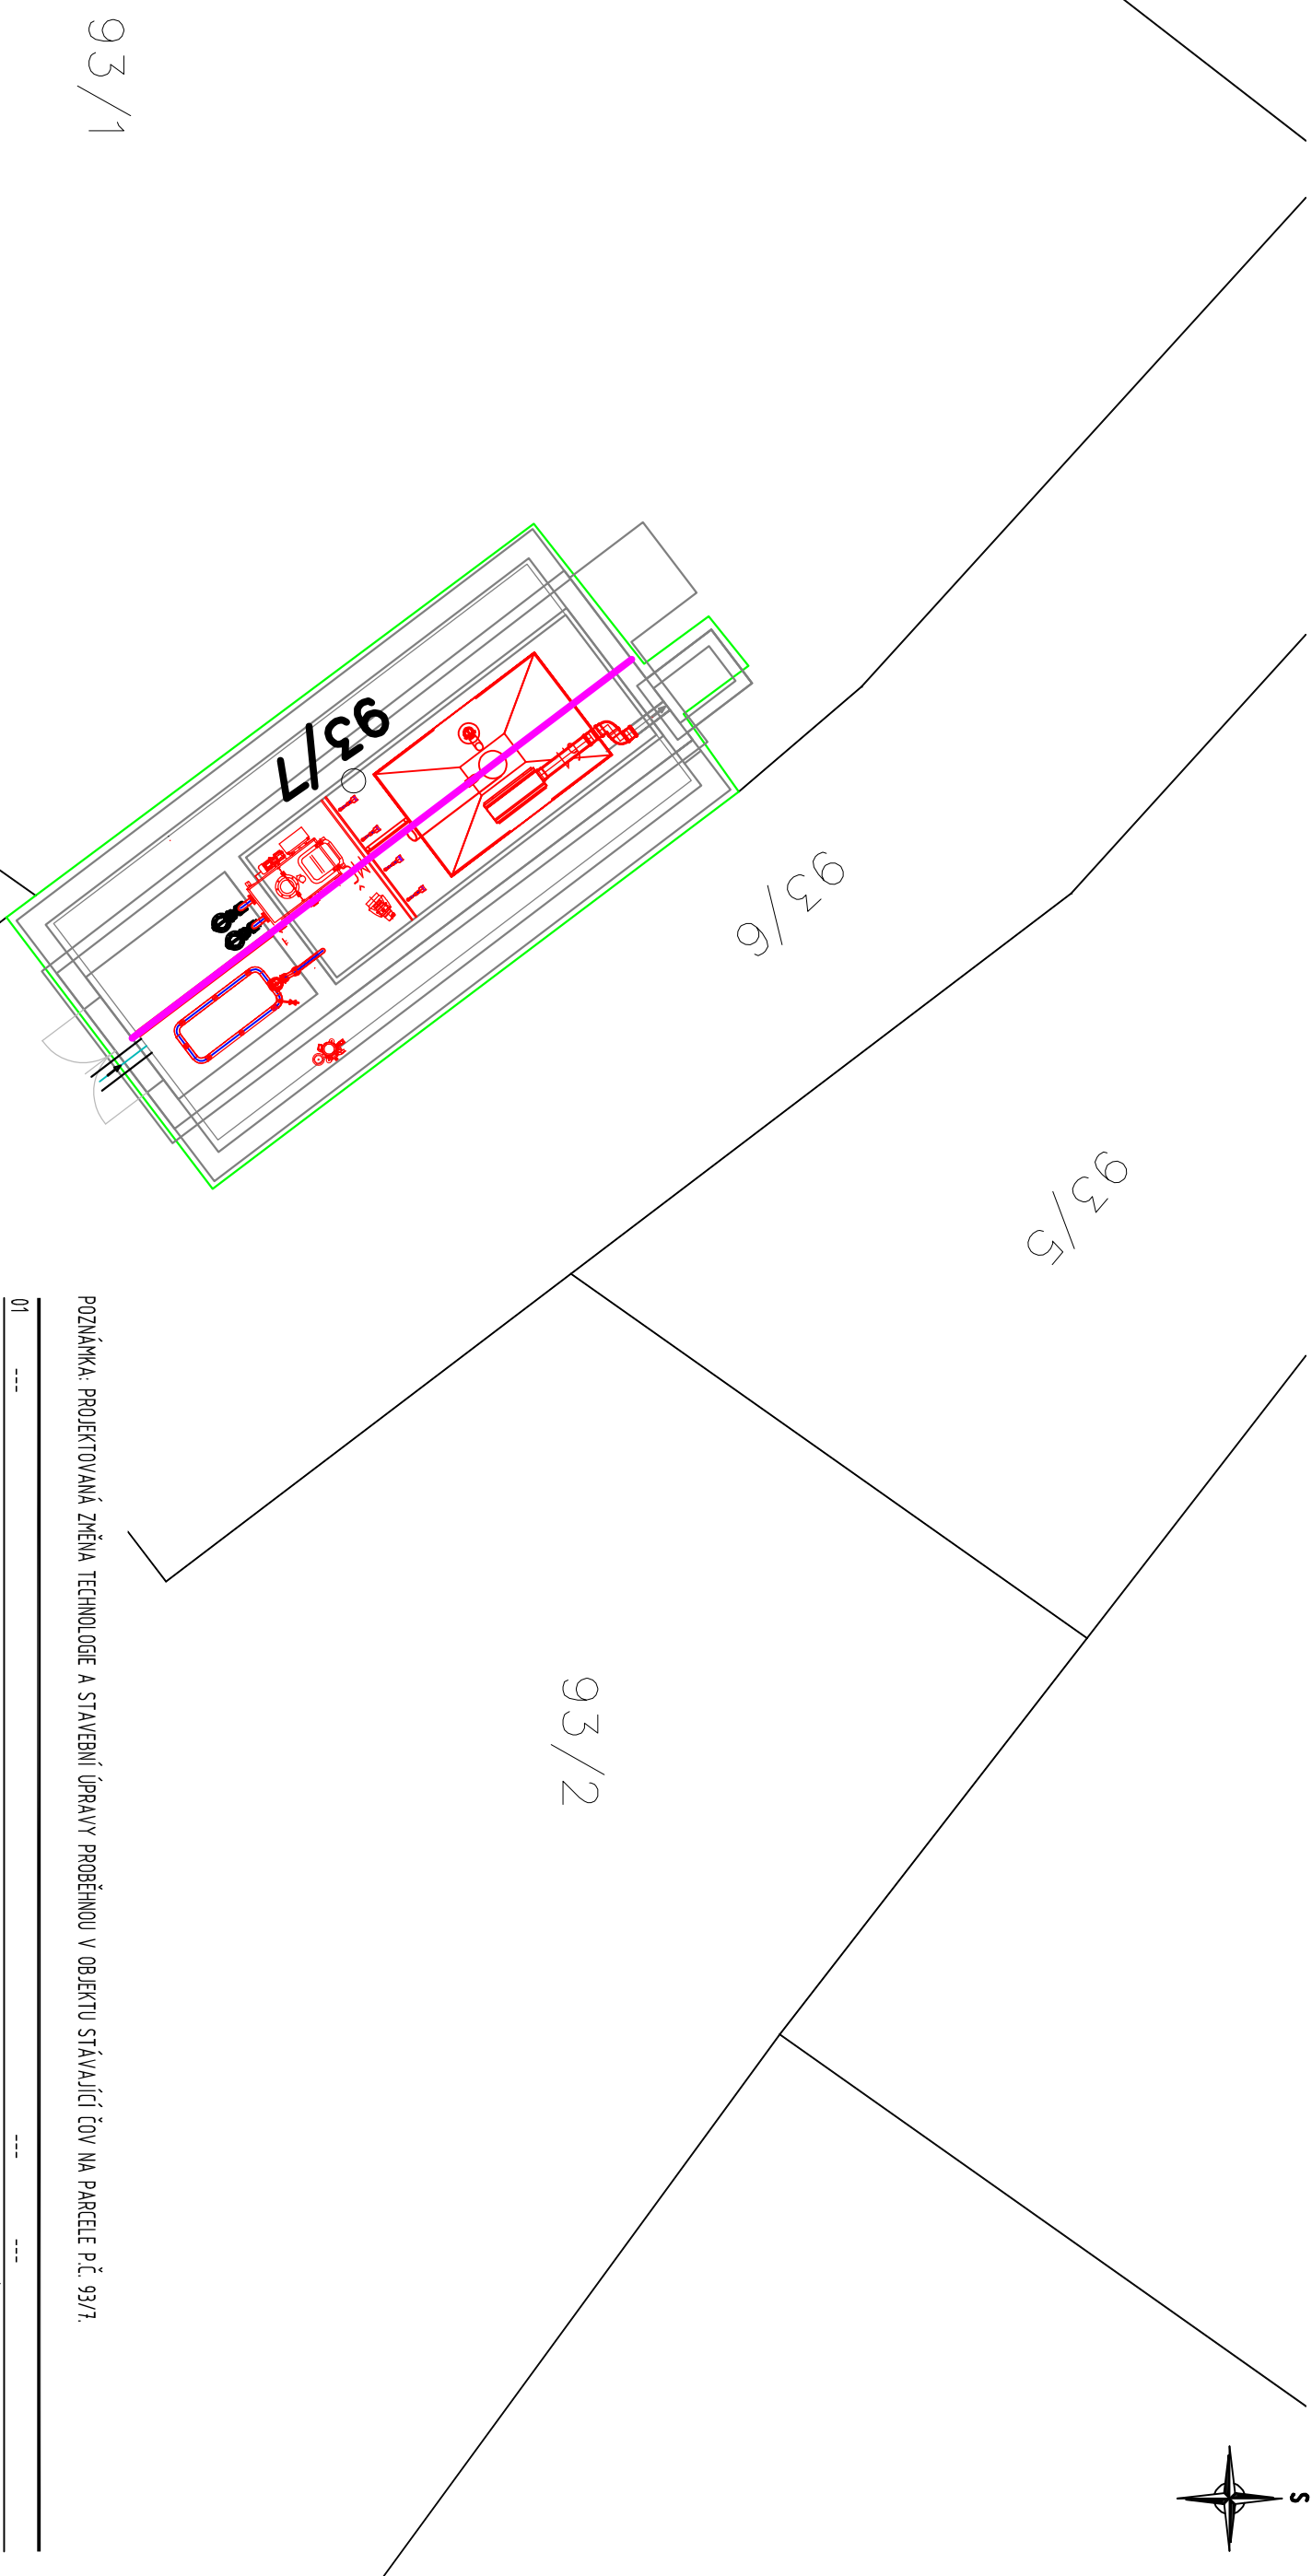 S
93/1
93/7
93/6
93/5
93/2
POZNÁMKA: PROJEKTOVANÁ ZMĚNA TECHNOLOGIE A STAVEBNÍ ÚPRAVY PROBĚHNOU V OBJEKTU STÁVAJÍCÍ ČOV NA PARCELE P.Č. 93/7.
01 --- --- ---